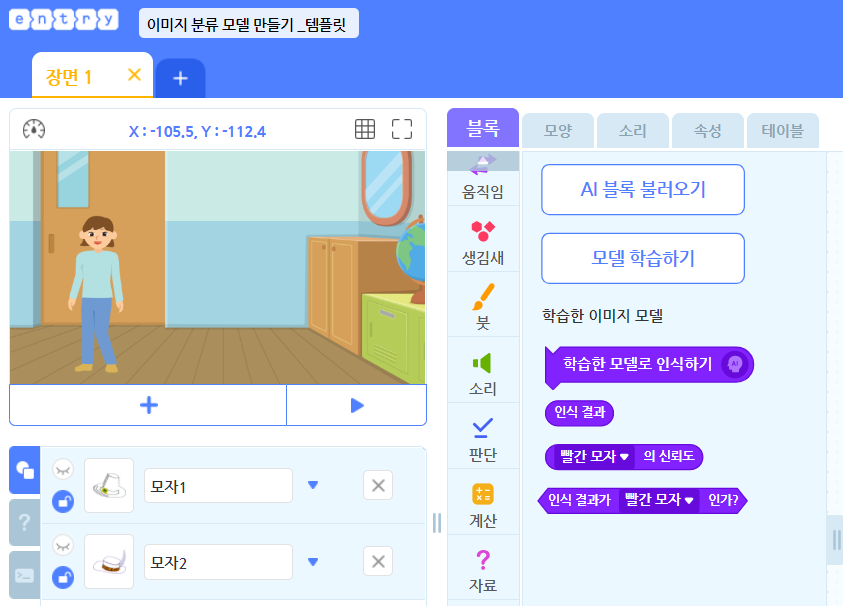 entry
이미지 분류 모델 만들기 _템플릿
장면 1
X : -105.5, Y : -112.4
블록
모양
소리
속성
테이블
움직임
생김새
붓
소리
판단
계산
자료
AI 블록 불러오기
모델 학습하기
학습한 이미지 모델
학습한 모델로 인식하기 AI
인식 결과
빨간 모자 의 신뢰도
인식 결과가 빨간 모자 인가?
모자1
모자2